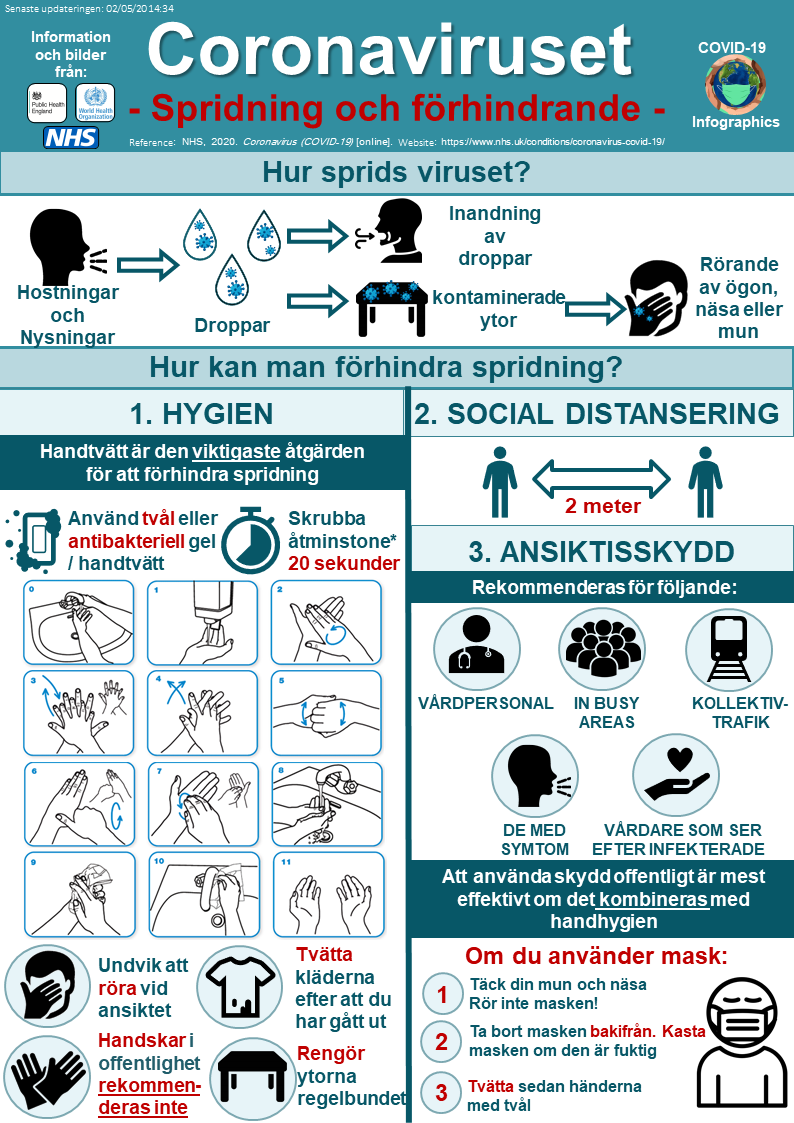 Senaste updateringen: 02/05/2014:34
Information
och bilder
från:
Public Health
England
World Health
Organization
NHS
Coronaviruset
- Spridning och förhindrande -
Reference: NHS, 2020. Coronavirus (COVID-19) [online]. Website: https://www.nhs.uk/conditions/coronavirus-covid-19/
COVID-19
Infographics
Hur sprids viruset?
Hostningar
och
Nysningar
Droppar
Inandning
av
droppar
kontaminerade
ytor
Rörande
av ögon,
näsa eller
mun
Hur kan man förhindra spridning?
1. HYGIEN
Handtvätt är den viktigaste åtgärden
för att förhindra spridning
Använd tvål eller
antibakteriell gel
/ handtvätt
Skrubba
åtminstone*
20 sekunder
0
1
2
3
4
5
6
7
8
9
10
11
Undvik att
röra vid
ansiktet
Tvätta
kläderna
efter att du
har gått ut
Handskar i
offentlighet
rekommen-
deras inte
Rengör
ytorna
regelbundet
2. SOCIAL DISTANSERING
2 meter
3. ANSIKTISSKYDD
Rekommenderas för följande:
VÅRDPERSONAL
IN BUSY
AREAS
KOLLEKTIV-
TRAFIK
DE MED
SYMTOM
VÅRDARE SOM SER
EFTER INFEKTERADE
Att använda skydd offentligt är mest
effektivt om det kombineras med
handhygien
Om du använder mask:
1
Täck din mun och näsa
Rör inte masken!
2
Ta bort masken bakifrån. Kasta
masken om den är fuktig
3
Tvätta sedan händerna
med tvål